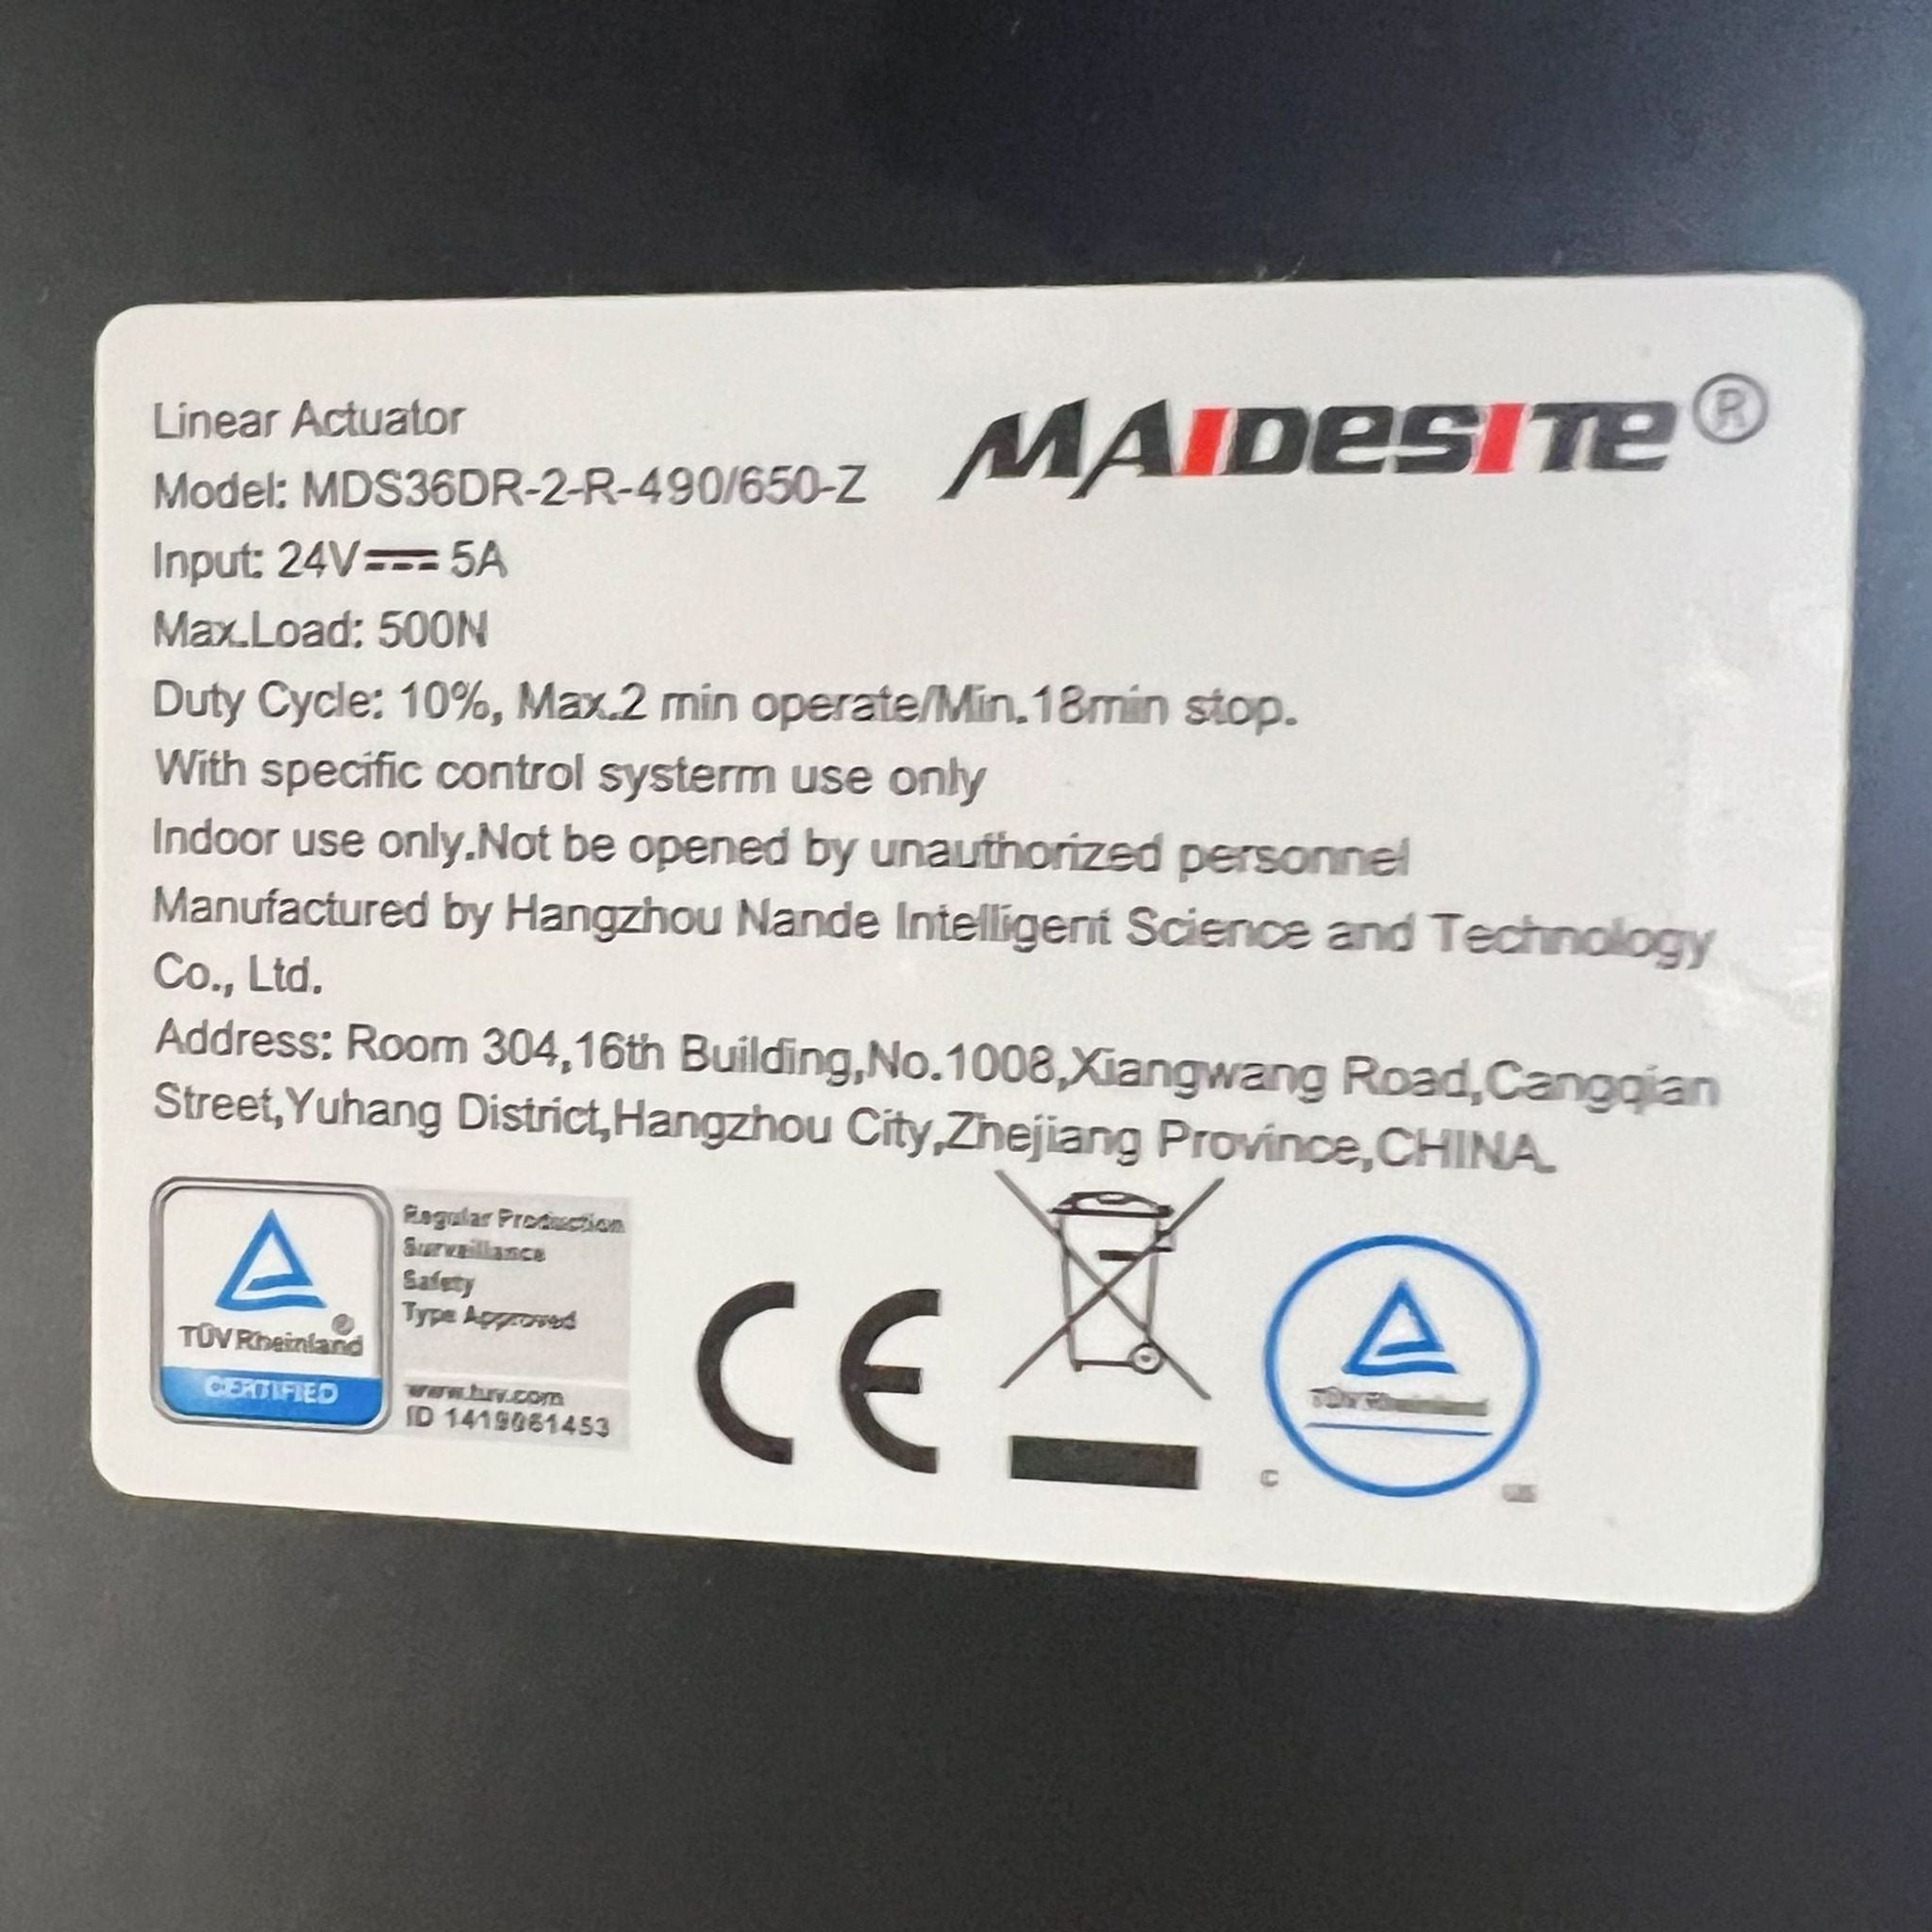 Linear Actuator
MAIDESITE®
Model: MDS36DR-2-R-490/650-Z
Input: 24V⎓5A
Max.Load: 500N
Duty Cycle: 10%, Max.2 min operate/Min.18min stop.
With specific control systerm use only
Indoor use only.Not be opened by unauthorized personnel
Manufactured by Hangzhou Nande Intelligent Science and Technology
Co., Ltd.
Address: Room 304,16th Building,No.1008,Xiangwang Road,Cangqian
Street,Yuhang District,Hangzhou City,Zhejiang Province,CHINA.
TÜVRheinland®
CERTIFIED
Regular Production
Surveillance
Safety
Type Approved
www.tuv.com
ID 1419061453
CE
TÜV Rheinland
C
US